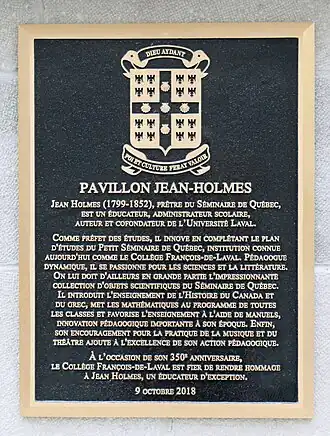 DIEU AYDANT
FOI ET CULTURE FERAY VALOIR
PAVILLON JEAN-HOLMES
JEAN HOLMES (1799-1852), PRÊTRE DU SÉMINAIRE DE QUÉBEC,
EST UN ÉDUCATEUR, ADMINISTRATEUR SCOLAIRE,
AUTEUR ET COFONDATEUR DE L'UNIVERSITÉ LAVAL.
COMME PRÉFET DES ÉTUDES, IL INNOVE EN COMPLÉTANT LE PLAN
D'ÉTUDES DU PETIT SÉMINAIRE DE QUÉBEC, INSTITUTION CONNUE
AUJOURD'HUI COMME LE COLLÈGE FRANÇOIS-DE-LAVAL. PÉDAGOGUE
DYNAMIQUE, IL SE PASSIONNE POUR LES SCIENCES ET LA LITTÉRATURE.
ON LUI DOIT D'AILLEURS EN GRANDE PARTIE L'IMPRESSIONNANTE
COLLECTION D'OBJETS SCIENTIFIQUES DU SÉMINAIRE DE QUÉBEC.
IL INTRODUIT L'ENSEIGNEMENT DE L'HISTOIRE DU CANADA ET
DU GREC, MET LES MATHÉMATIQUES AU PROGRAMME DE TOUTES
LES CLASSES ET FAVORISE L'ENSEIGNEMENT À L'AIDE DE MANUELS,
INNOVATION PÉDAGOGIQUE IMPORTANTE À SON ÉPOQUE. ENFIN,
SON ENCOURAGEMENT POUR LA PRATIQUE DE LA MUSIQUE ET DU
THÉÂTRE AJOUTE À L'EXCELLENCE DE SON ACTION PÉDAGOGIQUE.
À L'OCCASION DE SON 350e ANNIVERSAIRE,
LE COLLÈGE FRANÇOIS-DE-LAVAL EST FIER DE RENDRE HOMMAGE
À JEAN HOLMES, UN ÉDUCATEUR D'EXCEPTION.
9 OCTOBRE 2018